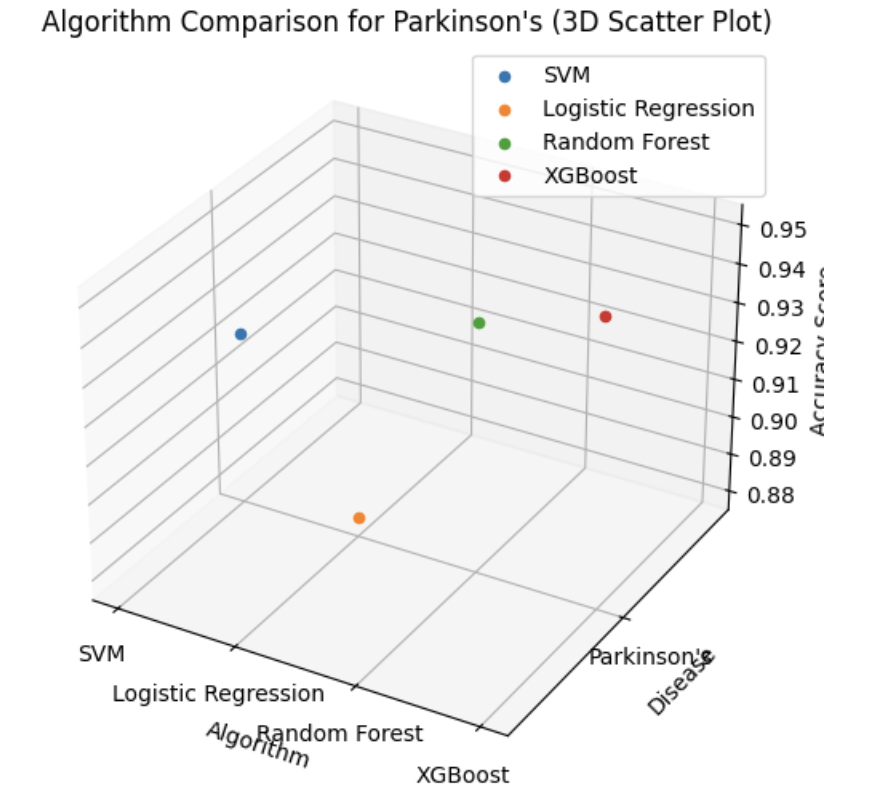 Algorithm Comparison for Parkinson's (3D Scatter Plot)
SVM
Logistic Regression
Random Forest
XGBoost
0.95
0.94
0.93
0.92
0.91
0.90
0.89
0.88
Accuracy Score
SVM
Logistic Regression
Random Forest
XGBoost
Algorithm
Parkinson's
Disease